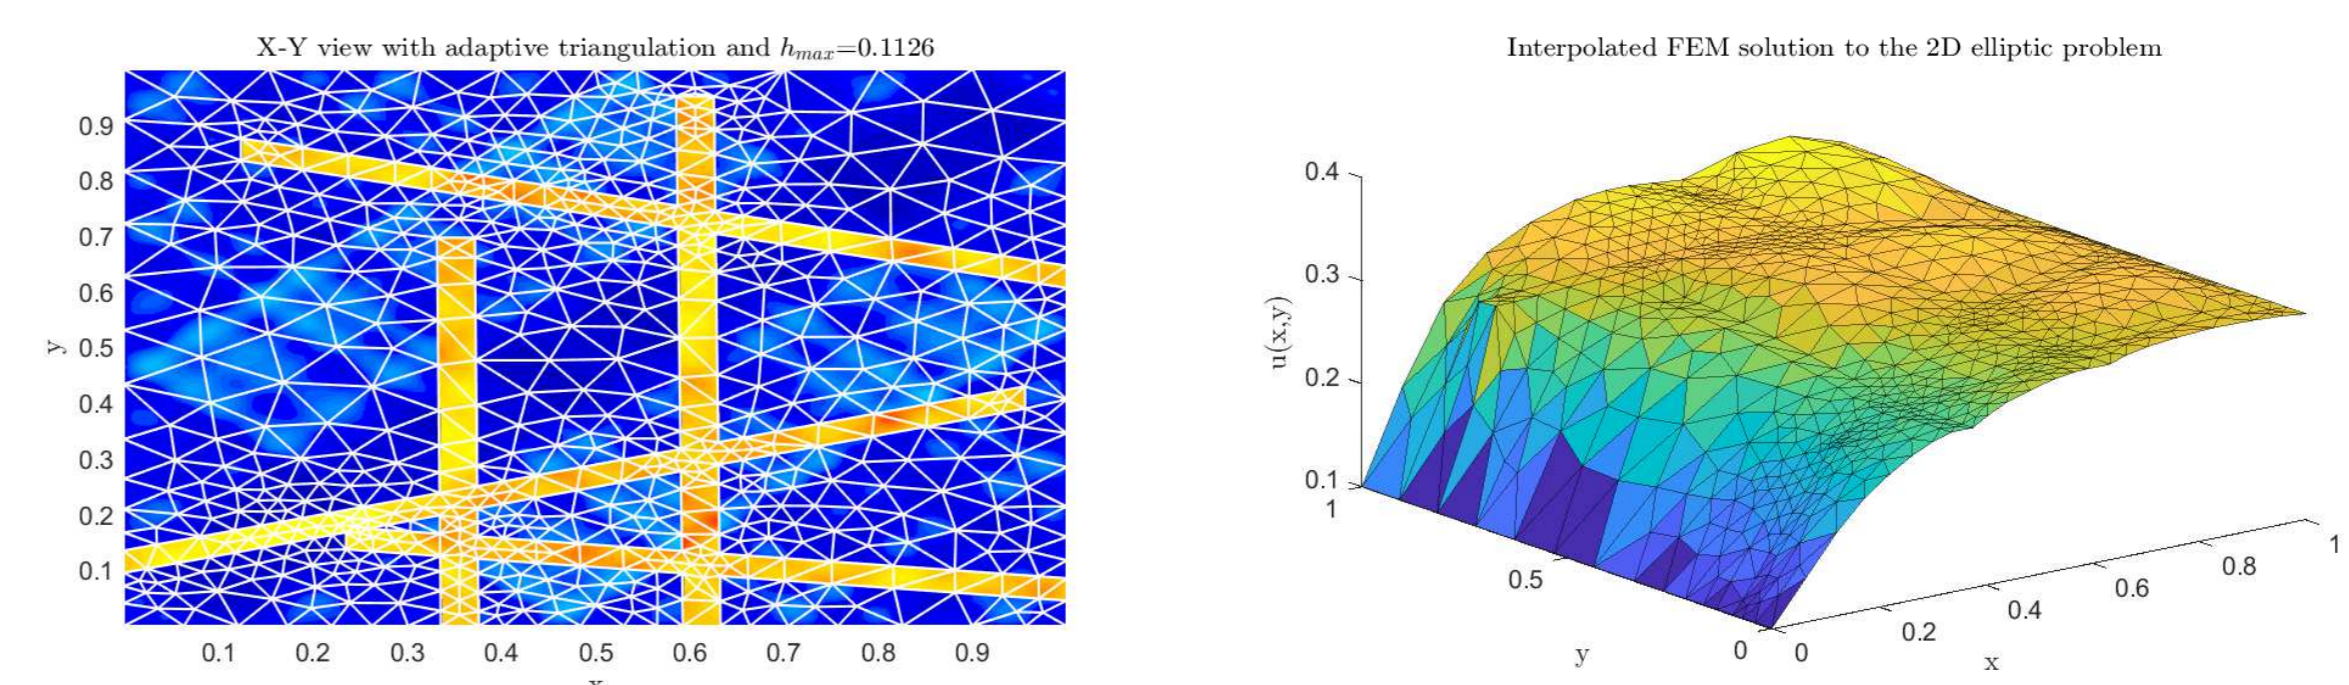 X-Y view with adaptive triangulation and hmax=0.1126
0.9
0.8
0.7
0.6
0.5
0.4
0.3
0.2
0.1
y
0.1 0.2 0.3 0.4 0.5 0.6 0.7 0.8 0.9
x
Interpolated FEM solution to the 2D elliptic problem
0.4
0.3
0.2
0.1
u(x,y)
1
0.5
0
y
0
0.2
0.4
0.6
0.8
1
x